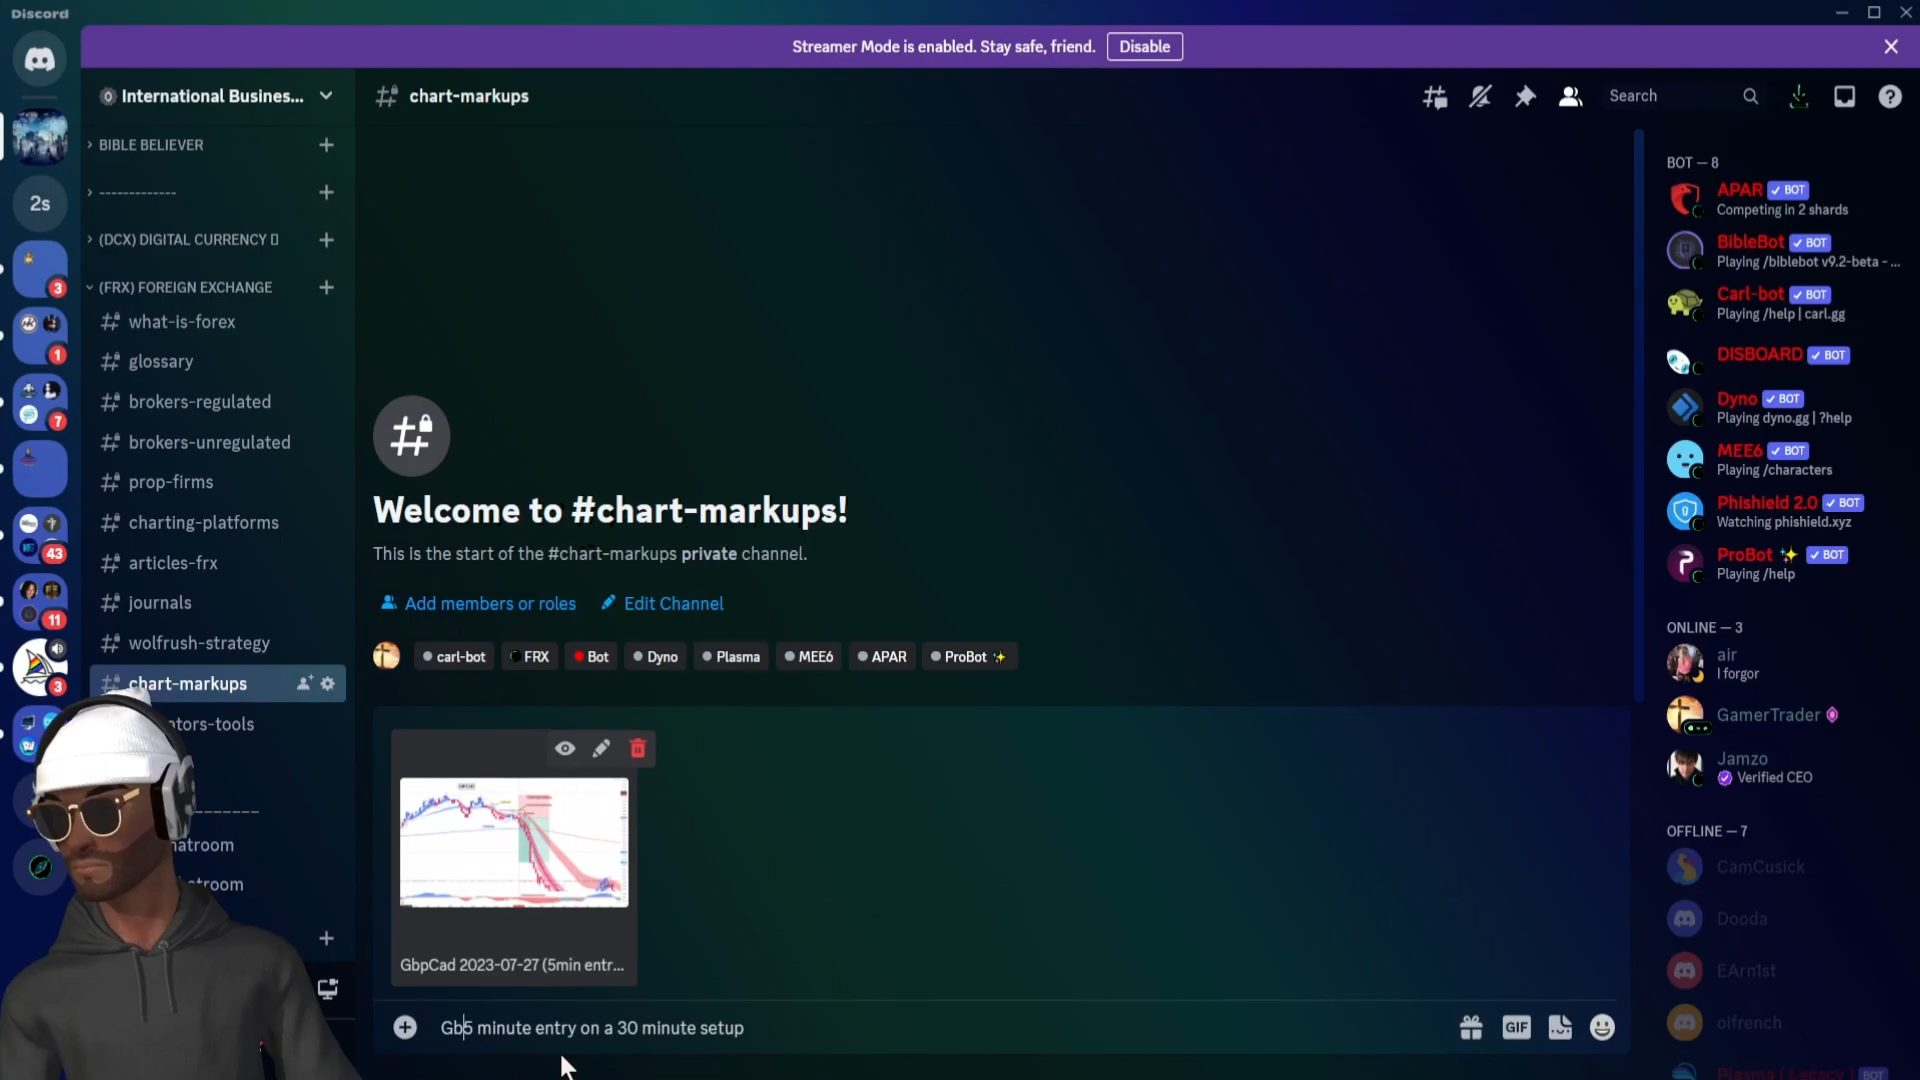 Discord
Streamer Mode is enabled. Stay safe, friend.
Disable
International Busines...
chart-markups
Search
BIBLE BELIEVER
-------------
(DCX) DIGITAL CURRENCY
(FRX) FOREIGN EXCHANGE
what-is-forex
glossary
brokers-regulated
brokers-unregulated
prop-firms
charting-platforms
articles-frx
journals
wolfrush-strategy
chart-markups
ators-tools
hatroom
atroom
2s
3
1
7
43
11
3
Welcome to #chart-markups!
This is the start of the #chart-markups private channel.
Add members or roles
Edit Channel
carl-bot
FRX
Bot
Dyno
Plasma
MEE6
APAR
ProBot ✨
GbpCad 2023-07-27 (5min entr...
Gb5 minute entry on a 30 minute setup
GIF
BOT — 8
APAR BOT
Competing in 2 shards
BibleBot BOT
Playing /biblebot v9.2-beta - ...
Carl-bot BOT
Playing /help | carl.gg
DISBOARD BOT
Dyno BOT
Playing dyno.gg | ?help
MEE6 BOT
Playing /characters
Phishield 2.0 BOT
Watching phishield.xyz
ProBot ✨ BOT
Playing /help
ONLINE — 3
air
I forgor
GamerTrader
Jamzo
Verified CEO
OFFLINE — 7
CamCusick
Dooda
EArn1st
olfrench
Plasma ( Legacy ) BOT